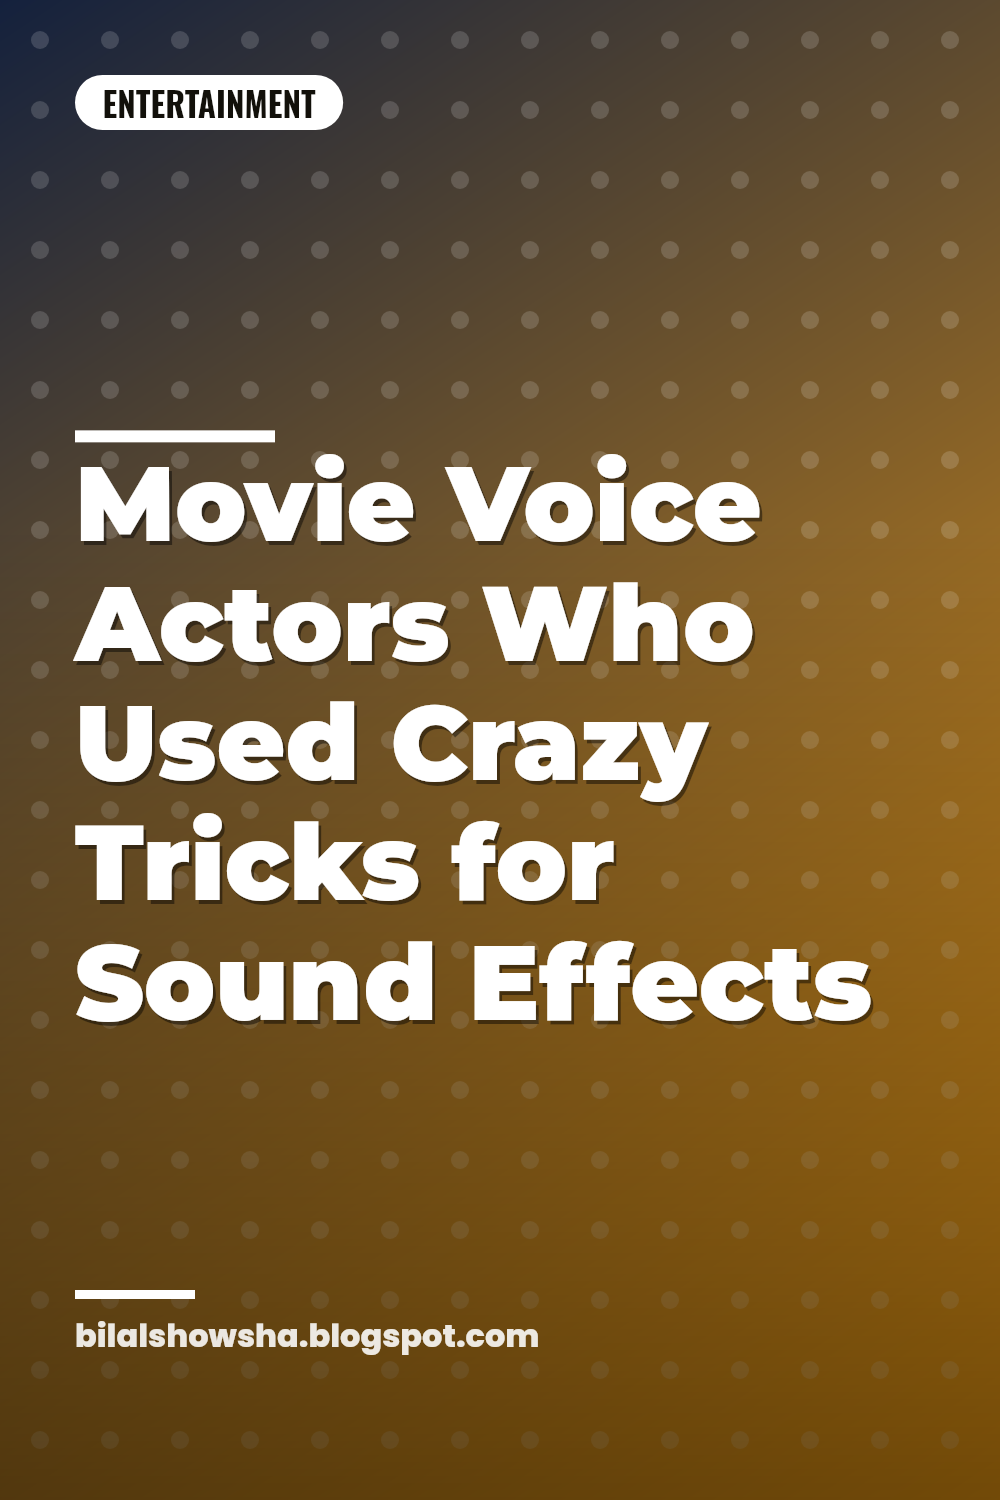 ENTERTAINMENT
Movie Voice
Actors Who
Used Crazy
Tricks for
Sound Effects
bilalshowsha.blogspot.com